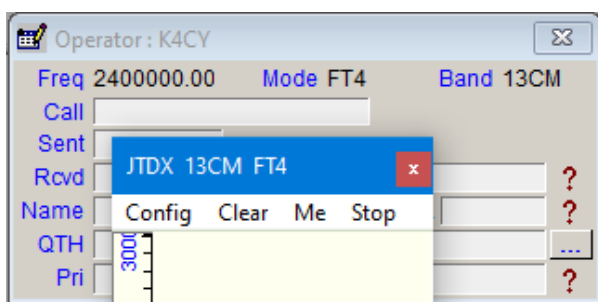 Operator : K4CY
Freq 2400000.00 Mode FT4 Band 13CM
Call
Sent
JTDX 13CM FT4 x
Rcvd ?
Name ?
Config Clear Me Stop
QTH ...
3000
Pri ?